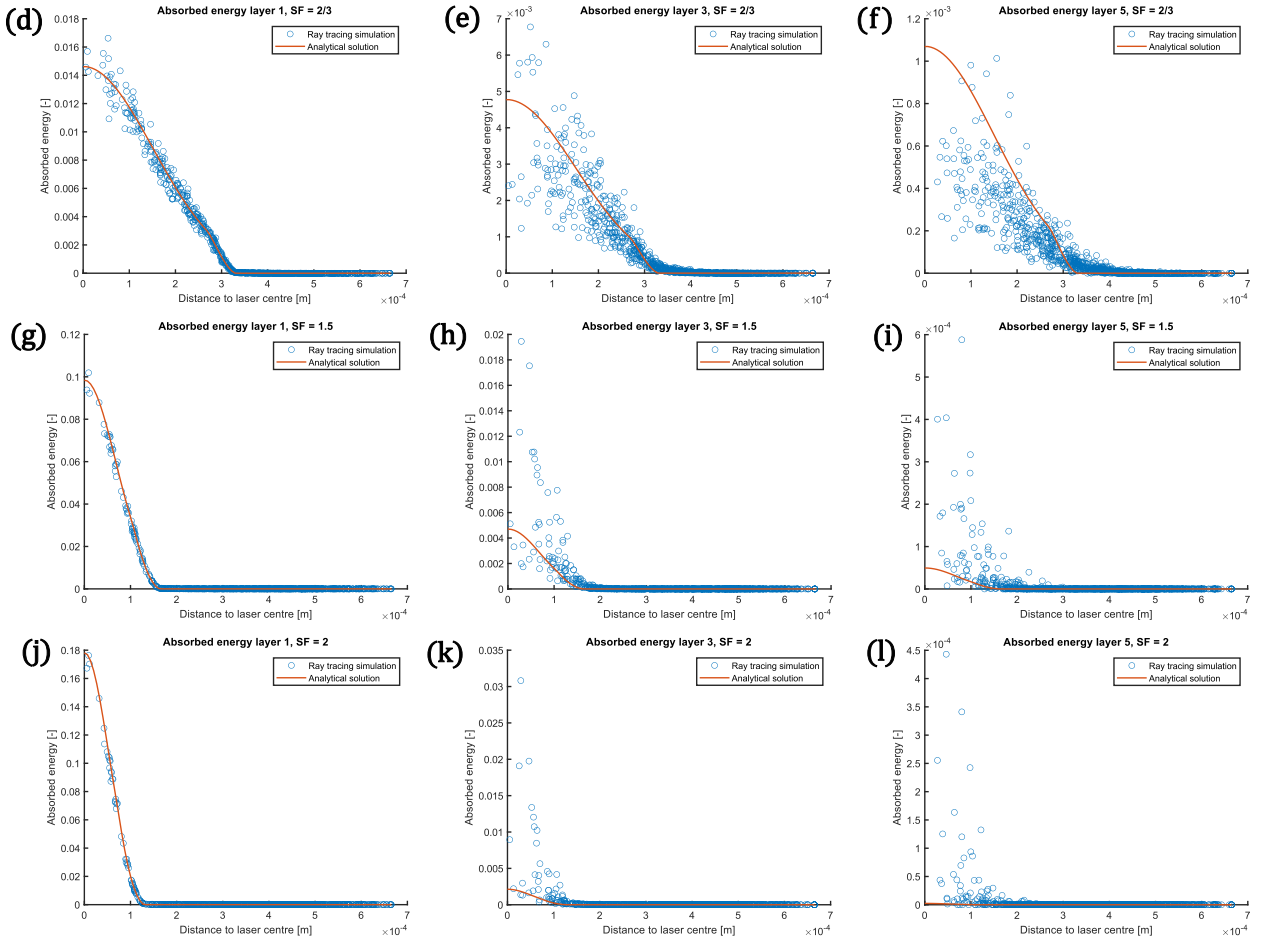 (d)
Absorbed energy layer 1, SF = 2/3
Ray tracing simulation
Analytical solution
Absorbed energy [-]
0.018
0.016
0.014
0.012
0.01
0.008
0.006
0.004
0.002
0
0 1 2 3 4 5 6 7
Distance to laser centre [m]
×10⁻⁴
(e)
Absorbed energy layer 3, SF = 2/3
×10⁻³
Ray tracing simulation
Analytical solution
Absorbed energy [-]
7
6
5
4
3
2
1
0
0 1 2 3 4 5 6 7
Distance to laser centre [m]
×10⁻⁴
(f)
Absorbed energy layer 5, SF = 2/3
×10⁻³
Ray tracing simulation
Analytical solution
Absorbed energy [-]
1.2
1
0.8
0.6
0.4
0.2
0
0 1 2 3 4 5 6 7
Distance to laser centre [m]
×10⁻⁴
(g)
Absorbed energy layer 1, SF = 1.5
Ray tracing simulation
Analytical solution
Absorbed energy [-]
0.12
0.1
0.08
0.06
0.04
0.02
0
0 1 2 3 4 5 6 7
Distance to laser centre [m]
×10⁻⁴
(h)
Absorbed energy layer 3, SF = 1.5
Ray tracing simulation
Analytical solution
Absorbed energy [-]
0.02
0.018
0.016
0.014
0.012
0.01
0.008
0.006
0.004
0.002
0
0 1 2 3 4 5 6 7
Distance to laser centre [m]
×10⁻⁴
(i)
Absorbed energy layer 5, SF = 1.5
×10⁻⁴
Ray tracing simulation
Analytical solution
Absorbed energy [-]
6
5
4
3
2
1
0
0 1 2 3 4 5 6 7
Distance to laser centre [m]
×10⁻⁴
(j)
Absorbed energy layer 1, SF = 2
Ray tracing simulation
Analytical solution
Absorbed energy [-]
0.18
0.16
0.14
0.12
0.1
0.08
0.06
0.04
0.02
0
0 1 2 3 4 5 6 7
Distance to laser centre [m]
×10⁻⁴
(k)
Absorbed energy layer 3, SF = 2
Ray tracing simulation
Analytical solution
Absorbed energy [-]
0.035
0.03
0.025
0.02
0.015
0.01
0.005
0
0 1 2 3 4 5 6 7
Distance to laser centre [m]
×10⁻⁴
(l)
Absorbed energy layer 5, SF = 2
×10⁻⁴
Ray tracing simulation
Analytical solution
Absorbed energy [-]
4.5
4
3.5
3
2.5
2
1.5
1
0.5
0
0 1 2 3 4 5 6 7
Distance to laser centre [m]
×10⁻⁴